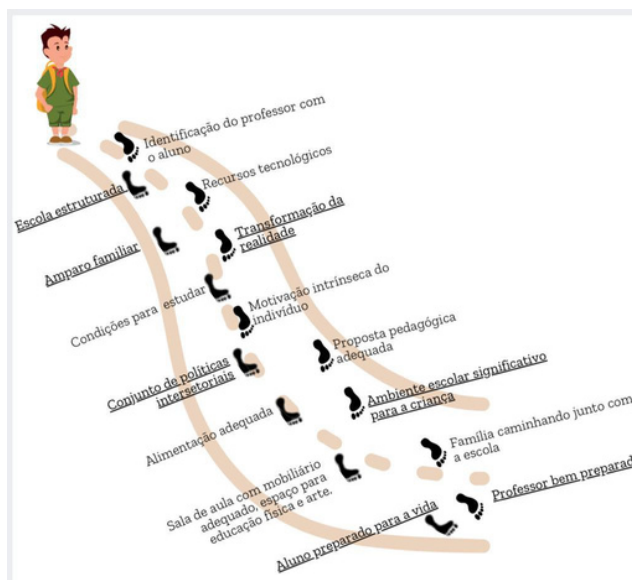 Identificação do professor com
o aluno
Recursos tecnológicos
Escola estruturada
Transformação da
realidade
Amparo familiar
Condições para estudar
Motivação intrínseca do
indivíduo
Proposta pedagógica
adequada
Conjunto de políticas
intersetoriais
Ambiente escolar significativo
para a criança
Alimentação adequada
Família caminhando junto com
a escola
Sala de aula com mobiliário
adequado, espaço para
educação física e arte.
Professor bem preparado
Aluno preparado para a vida